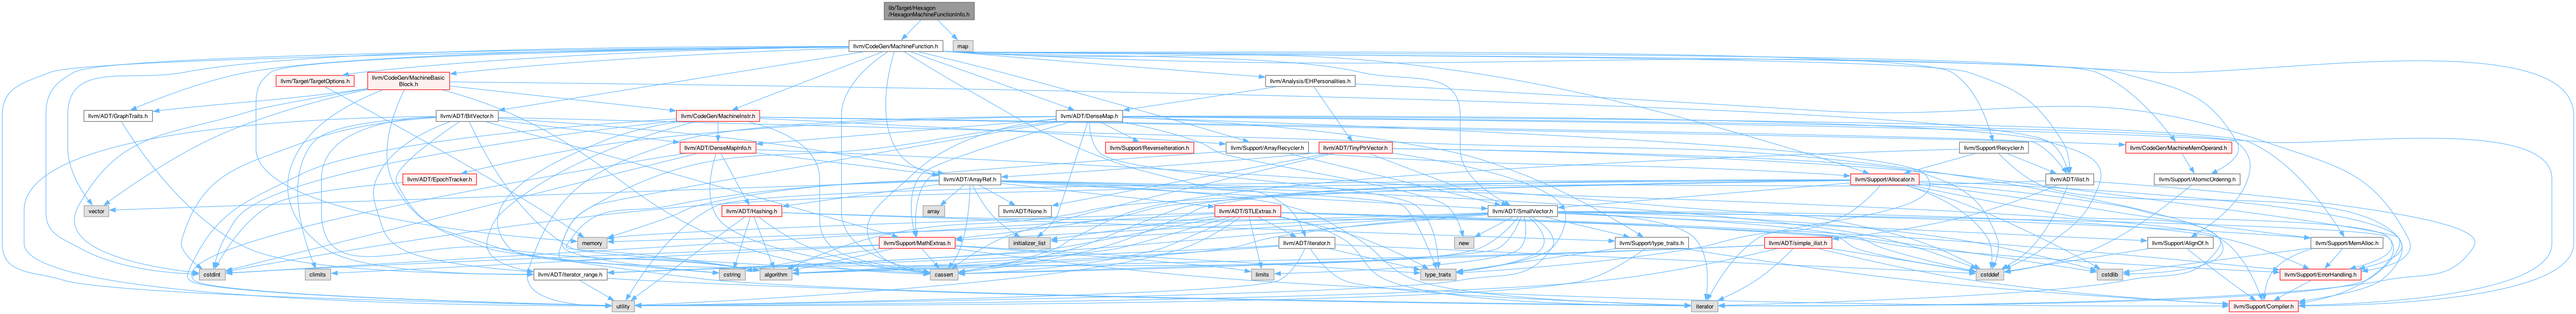 lib/Target/Hexagon
/HexagonMachineFunctionInfo.h
llvm/CodeGen/MachineFunction.h
map
llvm/Target/TargetOptions.h
llvm/CodeGen/MachineBasic
Block.h
llvm/Analysis/EHPersonalities.h
llvm/ADT/GraphTraits.h
llvm/ADT/BitVector.h
llvm/CodeGen/MachineInstr.h
llvm/ADT/DenseMap.h
llvm/ADT/DenseMapInfo.h
llvm/Support/ReverseIteration.h
llvm/Support/ArrayRecycler.h
llvm/ADT/TinyPtrVector.h
llvm/Support/Recycler.h
llvm/CodeGen/MachineMemOperand.h
llvm/ADT/EpochTracker.h
llvm/ADT/ArrayRef.h
llvm/Support/Allocator.h
llvm/ADT/ilist.h
llvm/Support/AtomicOrdering.h
vector
llvm/ADT/Hashing.h
array
llvm/ADT/None.h
llvm/ADT/STLExtras.h
llvm/ADT/SmallVector.h
memory
llvm/Support/MathExtras.h
initializer_list
llvm/ADT/iterator.h
new
llvm/Support/type_traits.h
llvm/ADT/simple_ilist.h
llvm/Support/AlignOf.h
llvm/Support/MemAlloc.h
cstdint
climits
llvm/ADT/iterator_range.h
cstring
algorithm
cassert
limits
type_traits
cstddef
cstdlib
llvm/Support/ErrorHandling.h
utility
iterator
llvm/Support/Compiler.h